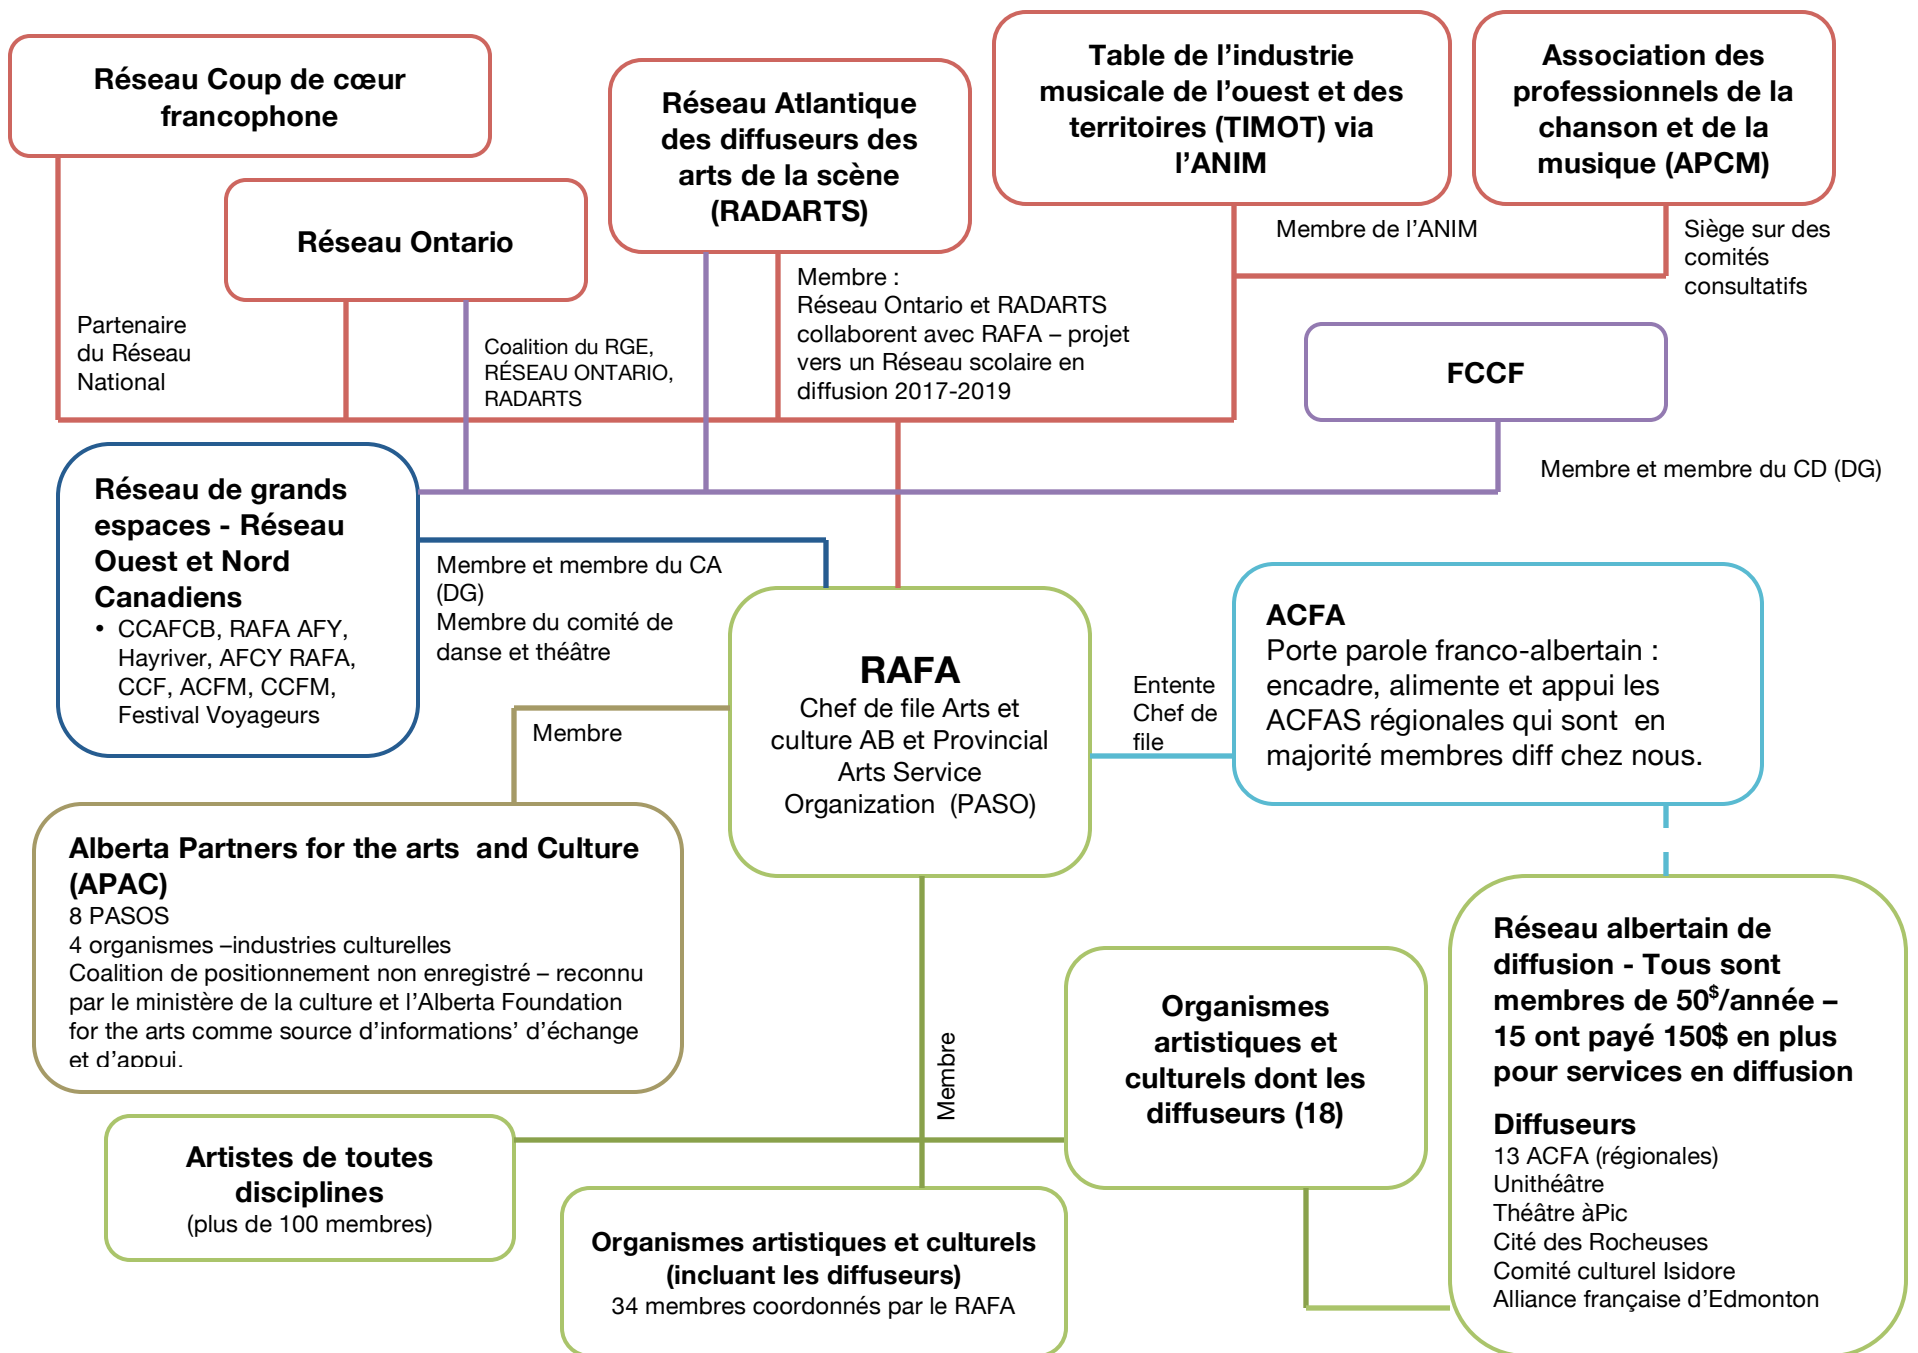 Réseau Coup de cœur
francophone
Réseau Ontario
Réseau Atlantique
des diffuseurs des
arts de la scène
(RADARTS)
Table de l’industrie
musicale de l’ouest et des
territoires (TIMOT) via
l’ANIM
Association des
professionnels de la
chanson et de la
musique (APCM)
Membre de l’ANIM
Siège sur des
comités
consultatifs
Partenaire
du Réseau
National
Coalition du RGE,
RÉSEAU ONTARIO,
RADARTS
Membre :
Réseau Ontario et RADARTS
collaborent avec RAFA – projet
vers un Réseau scolaire en
diffusion 2017-2019
FCCF
Membre et membre du CD (DG)
Réseau de grands
espaces - Réseau
Ouest et Nord
Canadiens
• CCAFCB, RAFA AFY,
Hayriver, AFCY RAFA,
CCF, ACFM, CCFM,
Festival Voyageurs
Membre et membre du CA
(DG)
Membre du comité de
danse et théâtre
Membre
RAFA
Chef de file Arts et
culture AB et Provincial
Arts Service
Organization (PASO)
Entente
Chef de
file
ACFA
Porte parole franco-albertain :
encadre, alimente et appui les
ACFAS régionales qui sont en
majorité membres diff chez nous.
Alberta Partners for the arts and Culture
(APAC)
8 PASOS
4 organismes –industries culturelles
Coalition de positionnement non enregistré – reconnu
par le ministère de la culture et l’Alberta Foundation
for the arts comme source d’informations’ d’échange
et d’appui.
Membre
Artistes de toutes
disciplines
(plus de 100 membres)
Organismes artistiques et culturels
(incluant les diffuseurs)
34 membres coordonnés par le RAFA
Organismes
artistiques et
culturels dont les
diffuseurs (18)
Réseau albertain de
diffusion - Tous sont
membres de 50$/année –
15 ont payé 150$ en plus
pour services en diffusion
Diffuseurs
13 ACFA (régionales)
Unithéâtre
Théâtre àPic
Cité des Rocheuses
Comité culturel Isidore
Alliance française d’Edmonton